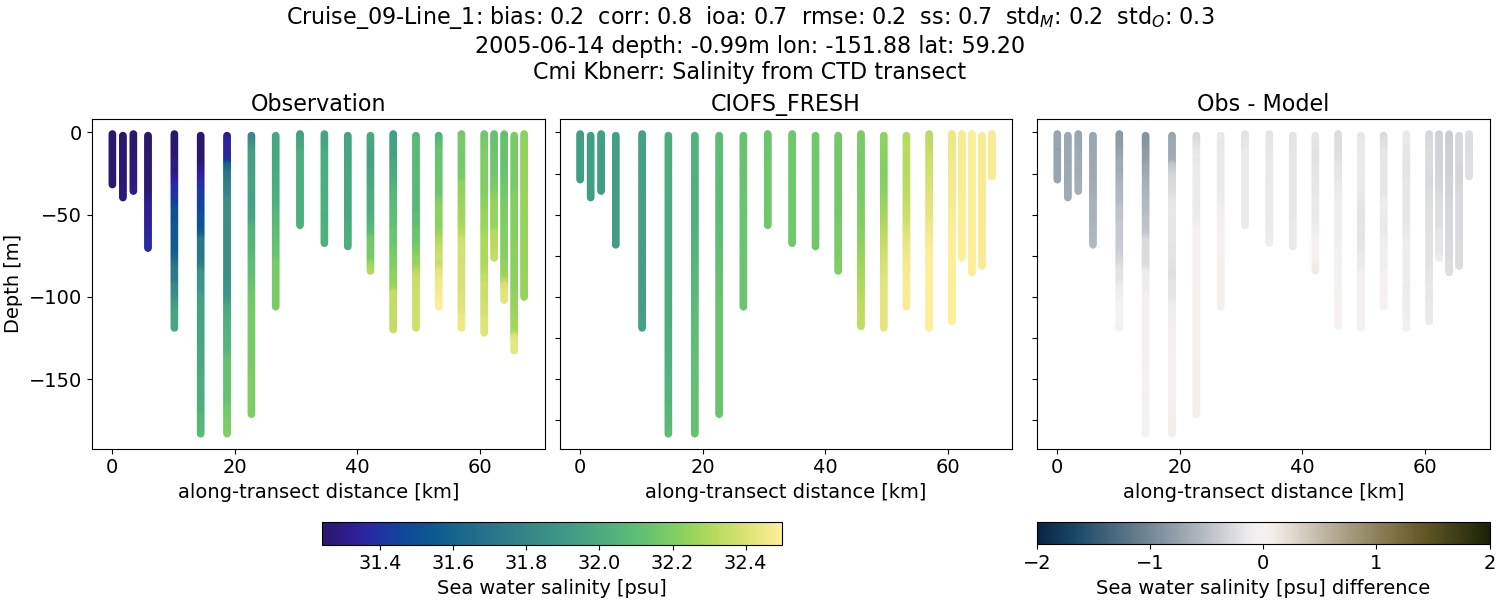 Cruise_09-Line_1: bias: 0.2  corr: 0.8  ioa: 0.7  rmse: 0.2  ss: 0.7  std_M: 0.2  std_O: 0.3
2005-06-14 depth: -0.99m lon: -151.88 lat: 59.20
Cmi Kbnerr: Salinity from CTD transect
Observation
CIOFS_FRESH
Obs - Model
Depth [m]
0
−50
−100
−150
0 20 40 60
0 20 40 60
0 20 40 60
along-transect distance [km]
along-transect distance [km]
along-transect distance [km]
31.4 31.6 31.8 32.0 32.2 32.4
Sea water salinity [psu]
−2 −1 0 1 2
Sea water salinity [psu] difference